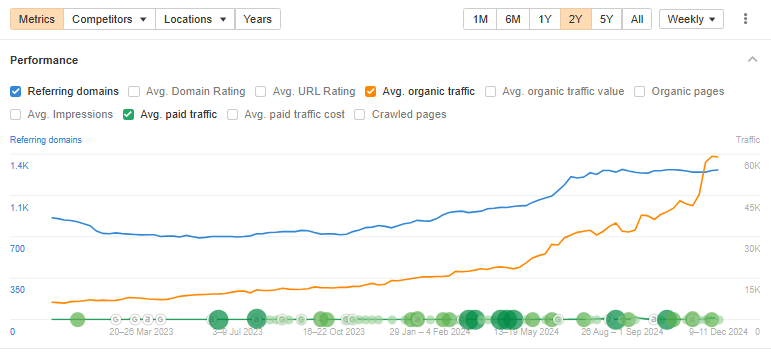 Metrics Competitors Locations Years 1M 6M 1Y 2Y 5Y All Weekly
Performance
Referring domains Avg. Domain Rating Avg. URL Rating Avg. organic traffic Avg. organic traffic value Organic pages
Avg. Impressions Avg. paid traffic Avg. paid traffic cost Crawled pages
Referring domains Traffic
1.4K 60K
1.1K 45K
700 30K
350 15K
G G G G
0 20–26 Mar 2023 3–9 Jul 2023 16–22 Oct 2023 29 Jan – 4 Feb 2024 13–19 May 2024 26 Aug – 1 Sep 2024 9–11 Dec 2024 0